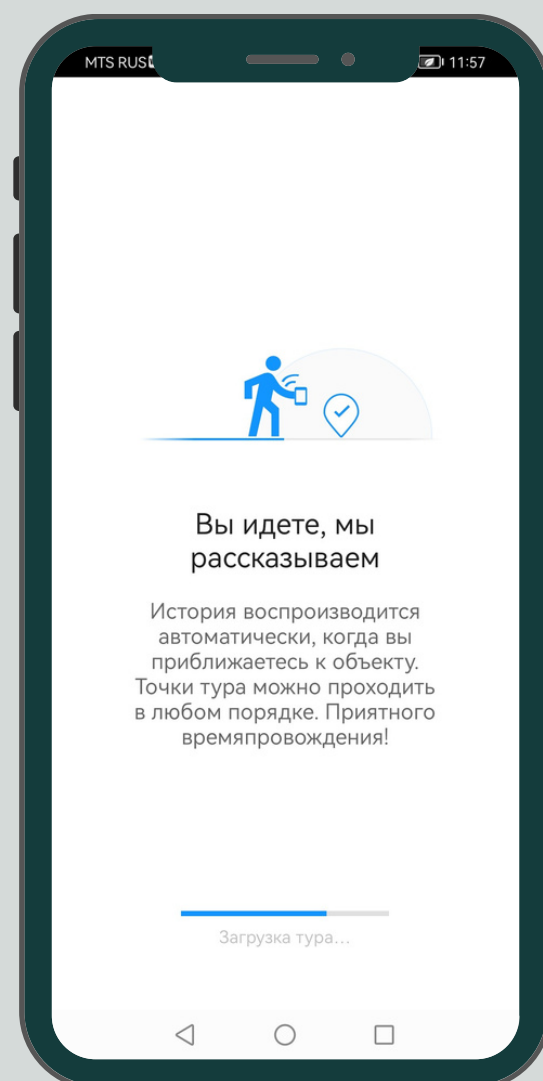 MTS RUS 11:57
Вы идете, мы
рассказываем
История воспроизводится
автоматически, когда вы
приближаетесь к объекту.
Точки тура можно проходить
в любом порядке. Приятного
времяпровождения!
Загрузка тура...